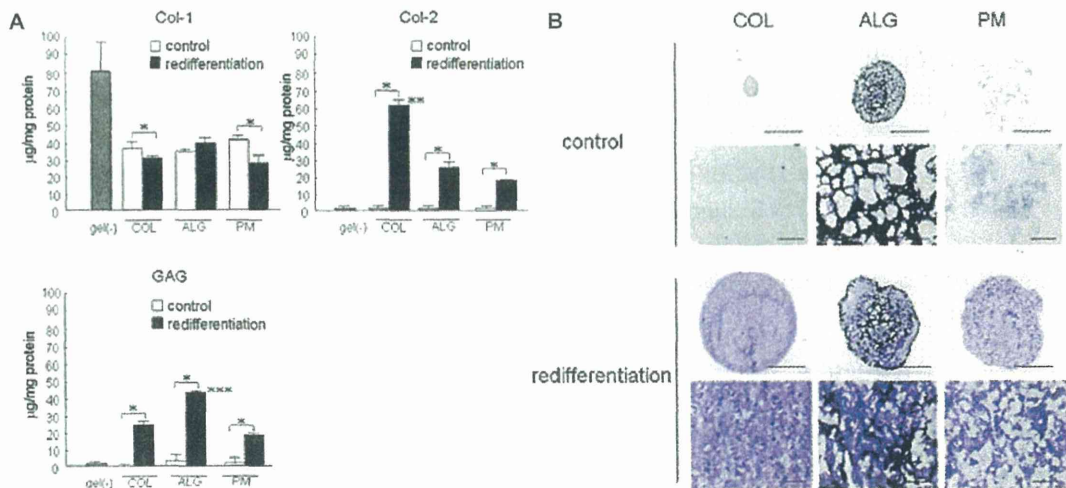 A
Col-1
μg/mg protein
100
90
80
70
60
50
40
30
20
10
0
control
redifferentiation
*
*
gel(-)
COL
ALG
PM
Col-2
μg/mg protein
100
90
80
70
60
50
40
30
20
10
0
control
redifferentiation
*
**
*
*
gel(-)
COL
ALG
PM
GAG
μg/mg protein
100
90
80
70
60
50
40
30
20
10
0
control
redifferentiation
*
*
***
*
gel(-)
COL
ALG
PM
B
COL
ALG
PM
control
redifferentiation